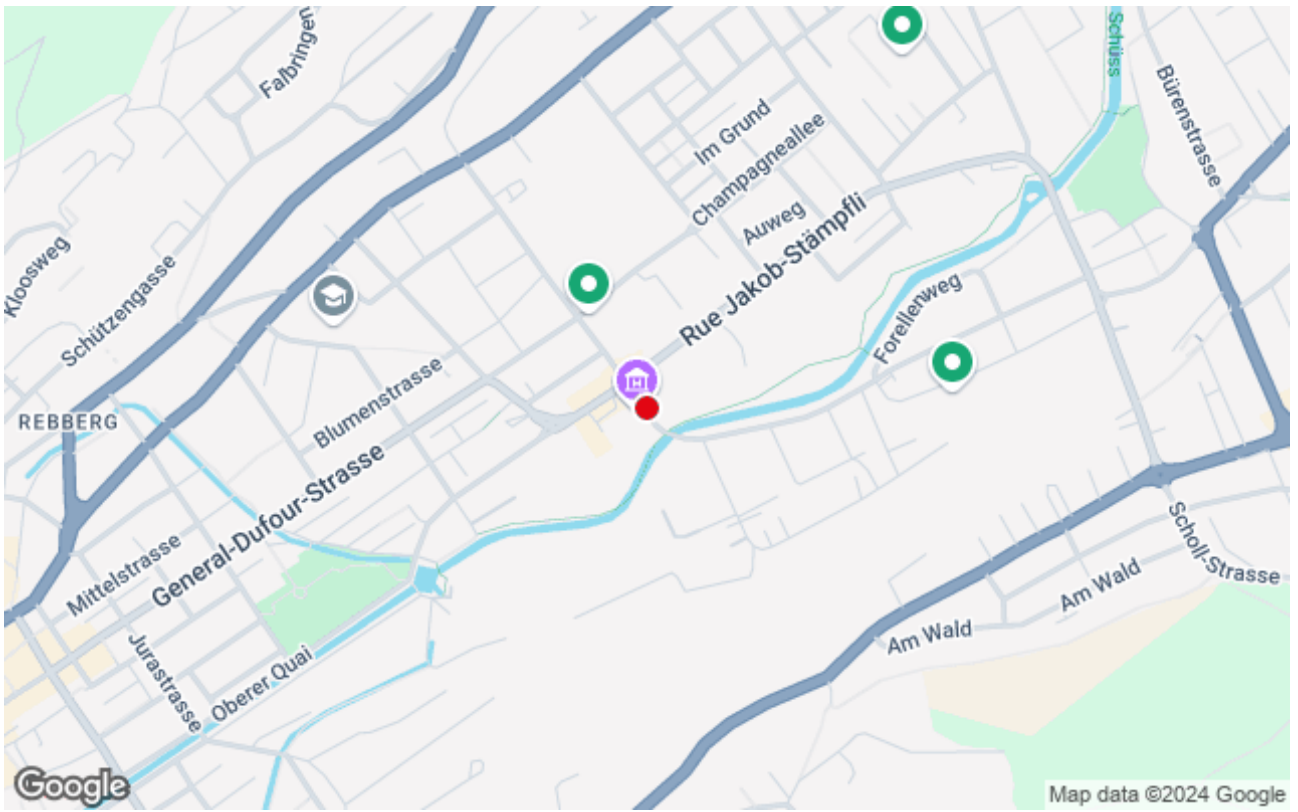 Falbringen
Schüss
Bürenstrasse
Im Grund
Champagneallee
Kloosweg
Schützengasse
Auweg
Rue Jakob-Stämpfli
Forellenweg
REBBERG
Blumenstrasse
General-Dufour-Strasse
Mittelstrasse
Scholl-Strasse
Am Wald
Am Wald
Jurastrasse
Oberer Quai
Google
Map data ©2024 Google